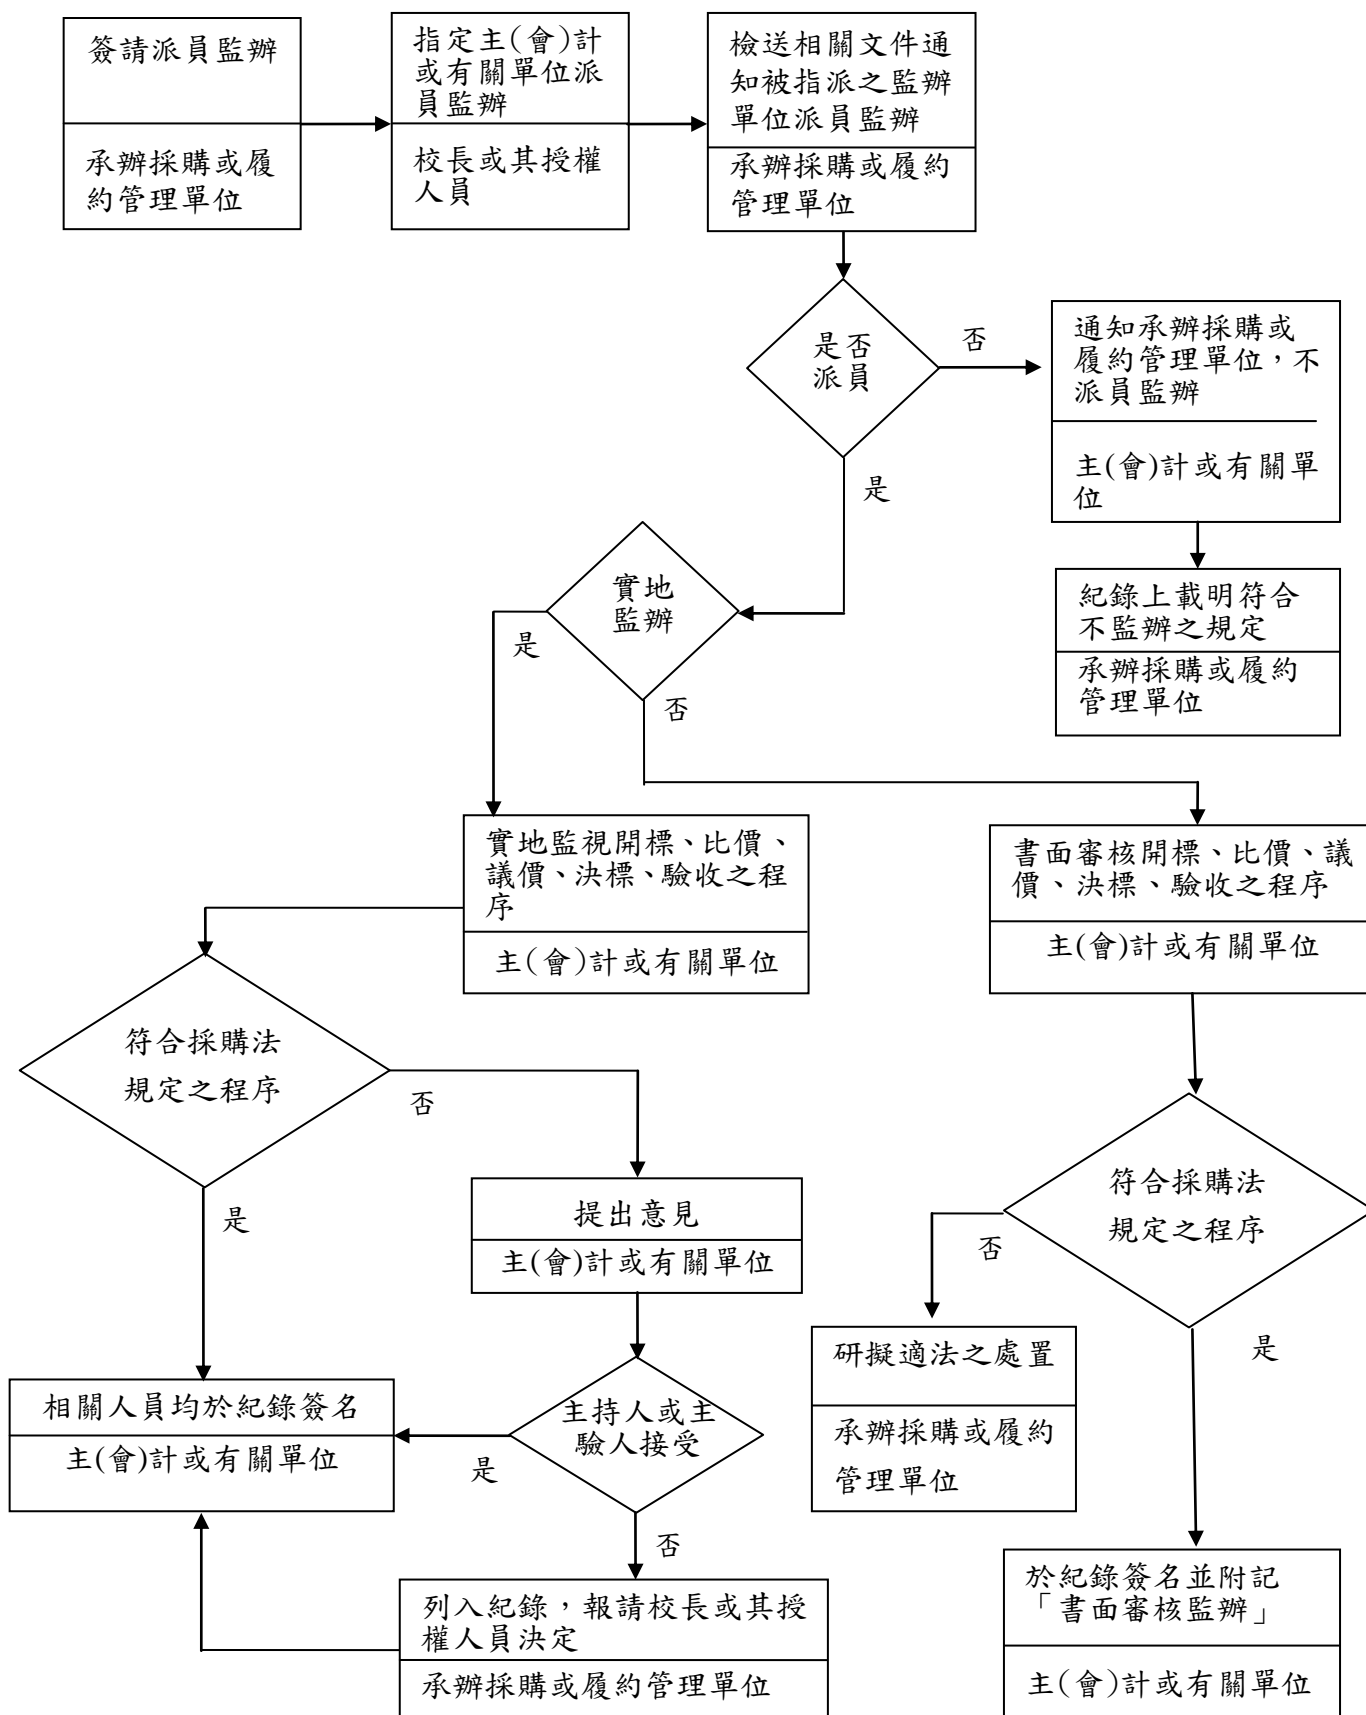 簽請派員監辦
承辦採購或履
約管理單位
指定主(會)計
或有關單位派
員監辦
校長或其授權
人員
檢送相關文件通
知被指派之監辦
單位派員監辦
承辦採購或履約
管理單位
是否
派員
否
是
通知承辦採購或
履約管理單位，不
派員監辦
主(會)計或有關單
位
紀錄上載明符合
不監辦之規定
承辦採購或履約
管理單位
實地
監辦
是
否
實地監視開標、比價、
議價、決標、驗收之程
序
主(會)計或有關單位
書面審核開標、比價、議
價、決標、驗收之程序
主(會)計或有關單位
符合採購法
規定之程序
否
是
提出意見
主(會)計或有關單位
符合採購法
規定之程序
否
是
研擬適法之處置
承辦採購或履約
管理單位
相關人員均於紀錄簽名
主(會)計或有關單位
主持人或主
驗人接受
是
否
列入紀錄，報請校長或其授
權人員決定
承辦採購或履約管理單位
於紀錄簽名並附記
「書面審核監辦」
主(會)計或有關單位